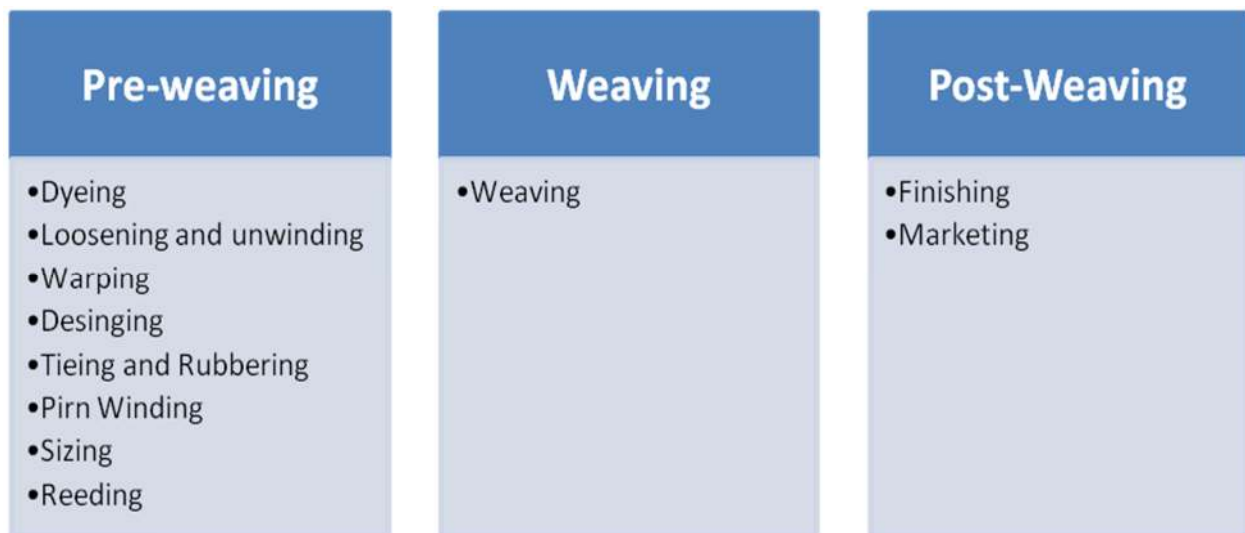 Pre-weaving
•Dyeing
•Loosening and unwinding
•Warping
•Desinging
•Tieing and Rubbering
•Pirn Winding
•Sizing
•Reeding
Weaving
•Weaving
Post-Weaving
•Finishing
•Marketing